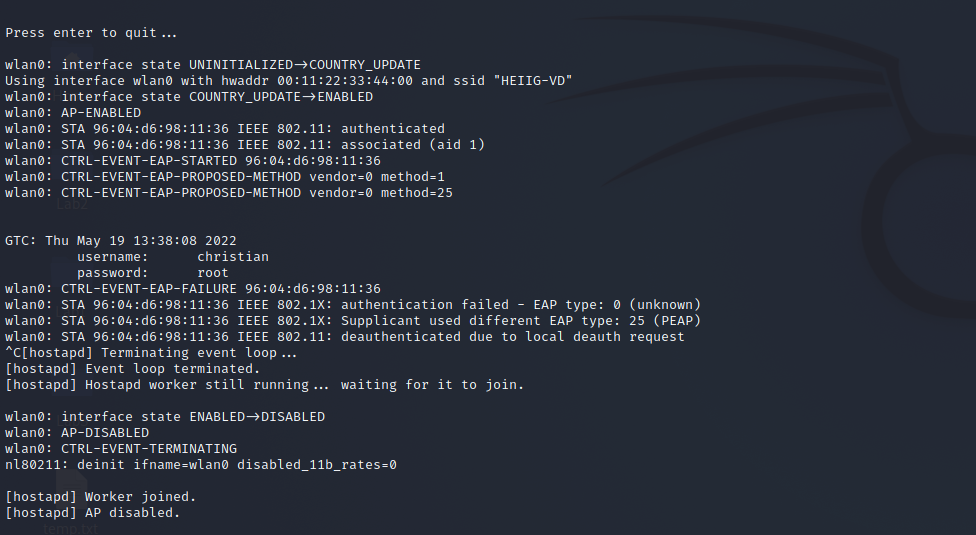 Press enter to quit...
wlan0: interface state UNINITIALIZED→COUNTRY_UPDATE
Using interface wlan0 with hwaddr 00:11:22:33:44:00 and ssid "HEIIG-VD"
wlan0: interface state COUNTRY_UPDATE→ENABLED
wlan0: AP-ENABLED
wlan0: STA 96:04:d6:98:11:36 IEEE 802.11: authenticated
wlan0: STA 96:04:d6:98:11:36 IEEE 802.11: associated (aid 1)
wlan0: CTRL-EVENT-EAP-STARTED 96:04:d6:98:11:36
wlan0: CTRL-EVENT-EAP-PROPOSED-METHOD vendor=0 method=1
wlan0: CTRL-EVENT-EAP-PROPOSED-METHOD vendor=0 method=25
Lab2
GTC: Thu May 19 13:38:08 2022
username: christian
password: root
wlan0: CTRL-EVENT-EAP-FAILURE 96:04:d6:98:11:36
wlan0: STA 96:04:d6:98:11:36 IEEE 802.1X: authentication failed - EAP type: 0 (unknown)
wlan0: STA 96:04:d6:98:11:36 IEEE 802.1X: Supplicant used different EAP type: 25 (PEAP)
wlan0: STA 96:04:d6:98:11:36 IEEE 802.11: deauthenticated due to local deauth request
^C[hostapd] Terminating event loop...
[hostapd] Event loop terminated.
[hostapd] Hostapd worker still running... waiting for it to join.
wlan0: interface state ENABLED→DISABLED
wlan0: AP-DISABLED
wlan0: CTRL-EVENT-TERMINATING
nl80211: deinit ifname=wlan0 disabled_11b_rates=0
[hostapd] Worker joined.
[hostapd] AP disabled.
temp.txt